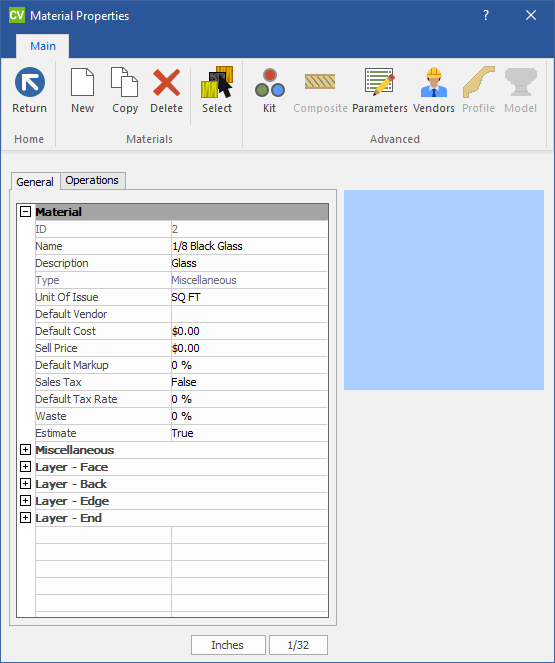 CV Material Properties ?
Main
Return New Copy Delete Select Kit Composite Parameters Vendors Profile Model
Home Materials Advanced
General Operations
Material
ID 2
Name 1/8 Black Glass
Description Glass
Type Miscellaneous
Unit Of Issue SQ FT
Default Vendor
Default Cost $0.00
Sell Price $0.00
Default Markup 0 %
Sales Tax False
Default Tax Rate 0 %
Waste 0 %
Estimate True
Miscellaneous
Layer - Face
Layer - Back
Layer - Edge
Layer - End
Inches 1/32